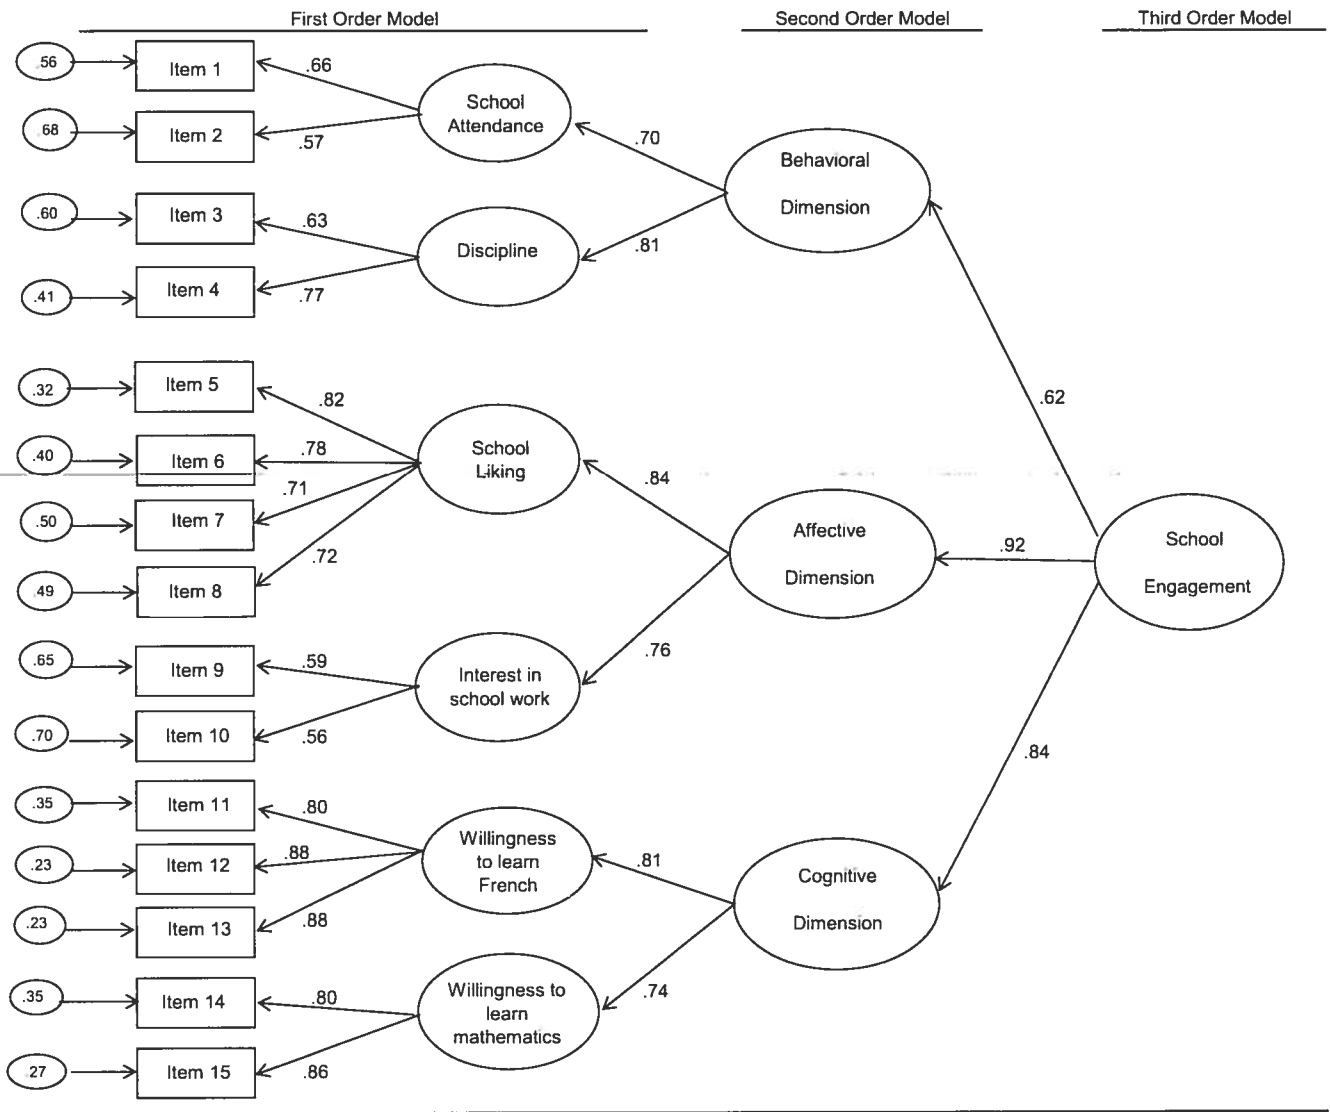 First Order Model
Second Order Model
Third Order Model
.56
Item 1
.66
.68
Item 2
.57
School
Attendance
.60
Item 3
.63
.41
Item 4
.77
Discipline
.70
.81
Behavioral
Dimension
.32
Item 5
.82
.40
Item 6
.78
.50
Item 7
.71
.49
Item 8
.72
School
Liking
.65
Item 9
.59
.70
Item 10
.56
Interest in
school work
.84
.76
Affective
Dimension
.35
Item 11
.80
.23
Item 12
.88
.23
Item 13
.88
Willingness
to learn
French
.35
Item 14
.80
.27
Item 15
.86
Willingness to
learn
mathematics
.81
.74
Cognitive
Dimension
.62
.92
.84
School
Engagement